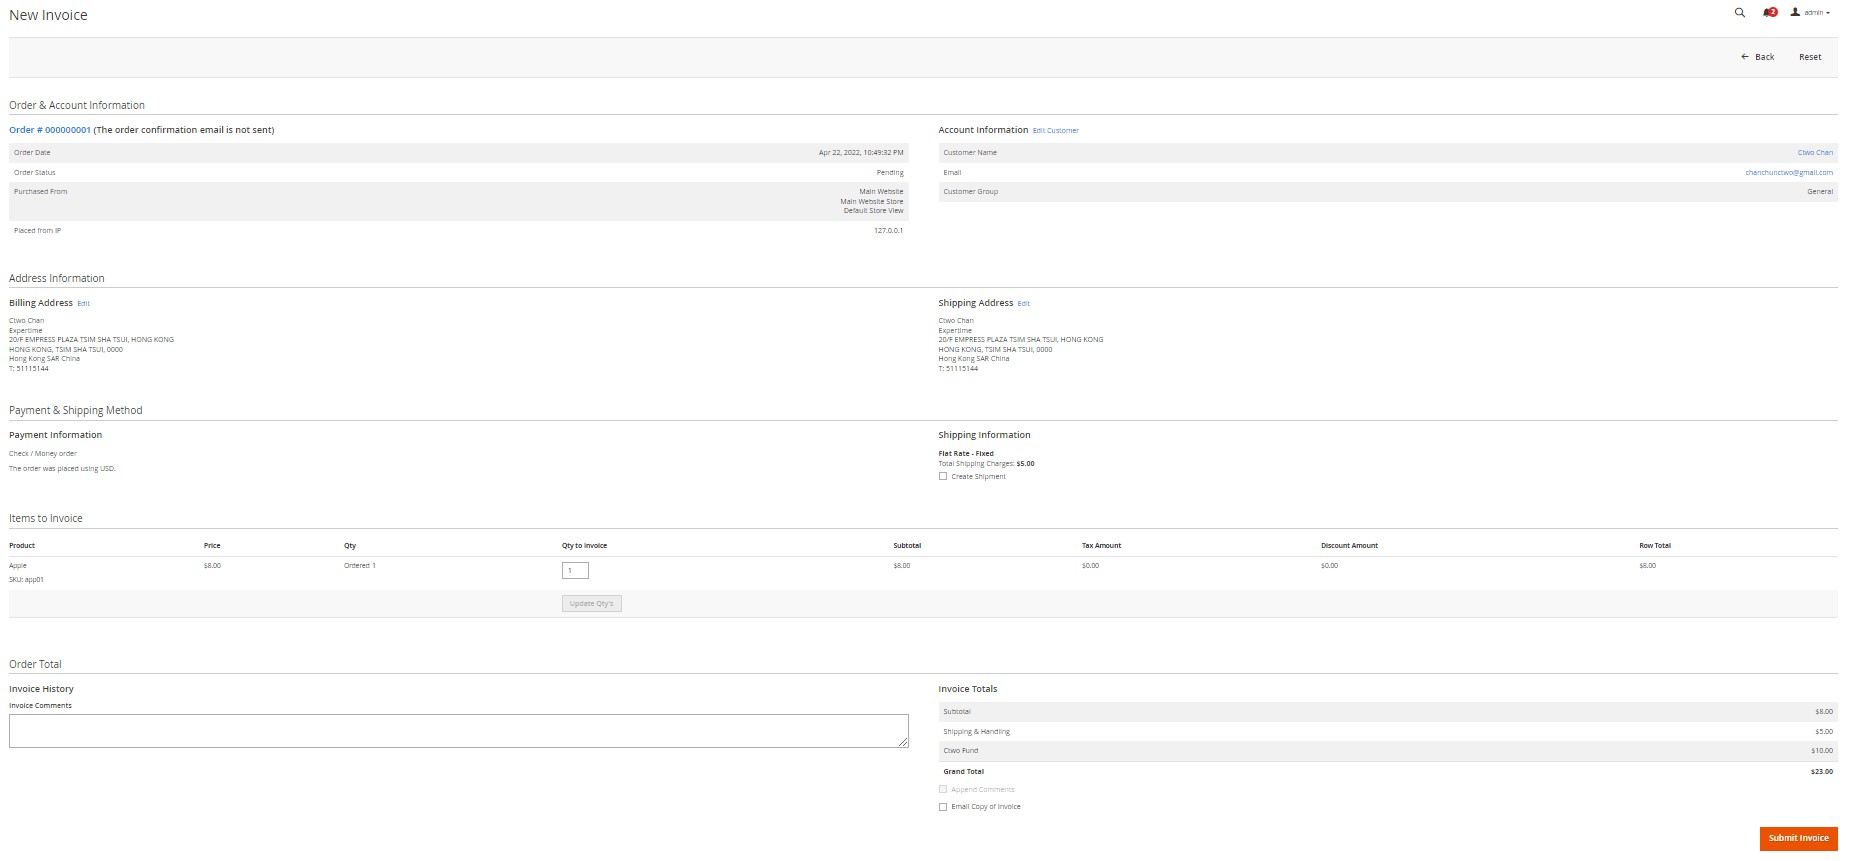 New Invoice
2
admin
Back
Reset
Order & Account Information
Order # 000000001 (The order confirmation email is not sent)
Order Date Apr 22, 2022, 10:49:32 PM
Order Status Pending
Purchased From Main Website
Main Website Store
Default Store View
Placed from IP 127.0.0.1
Account Information Edit Customer
Customer Name Ctwo Chan
Email chanchunctwo@gmail.com
Customer Group General
Address Information
Billing Address Edit
Ctwo Chan
Expertime
20/F EMPRESS PLAZA TSIM SHA TSUI, HONG KONG
HONG KONG, TSIM SHA TSUI, 0000
Hong Kong SAR China
T: 51115144
Shipping Address Edit
Ctwo Chan
Expertime
20/F EMPRESS PLAZA TSIM SHA TSUI, HONG KONG
HONG KONG, TSIM SHA TSUI, 0000
Hong Kong SAR China
T: 51115144
Payment & Shipping Method
Payment Information
Check / Money order
The order was placed using USD.
Shipping Information
Flat Rate - Fixed
Total Shipping Charges: $5.00
Create Shipment
Items to Invoice
Product Price Qty Qty to Invoice Subtotal Tax Amount Discount Amount Row Total
Apple $8.00 Ordered 1 1 $8.00 $0.00 $0.00 $8.00
SKU: app01
Update Qty's
Order Total
Invoice History
Invoice Comments
Invoice Totals
Subtotal $8.00
Shipping & Handling $5.00
Ctwo Fund $10.00
Grand Total $23.00
Append Comments
Email Copy of Invoice
Submit Invoice